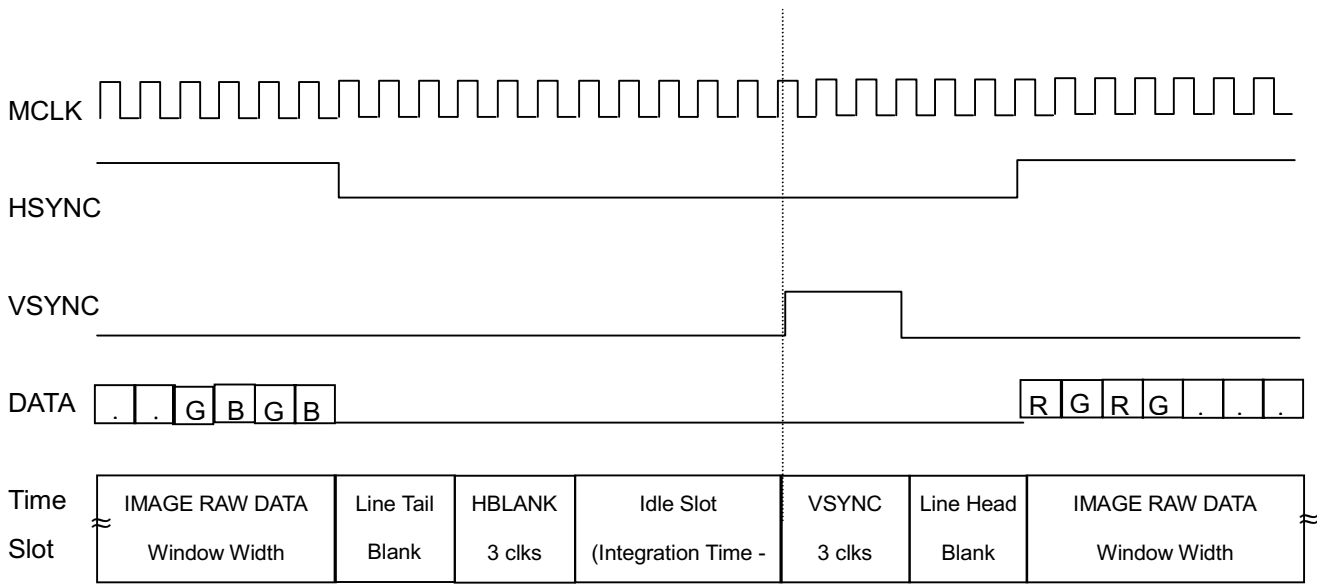 MCLK
HSYNC
VSYNC
DATA . . G B G B R G R G . . .
Time Slot
IMAGE RAW DATA
Window Width
Line Tail
Blank
HBLANK
3 clks
Idle Slot
(Integration Time -
VSYNC
3 clks
Line Head
Blank
IMAGE RAW DATA
Window Width
≈ ≈